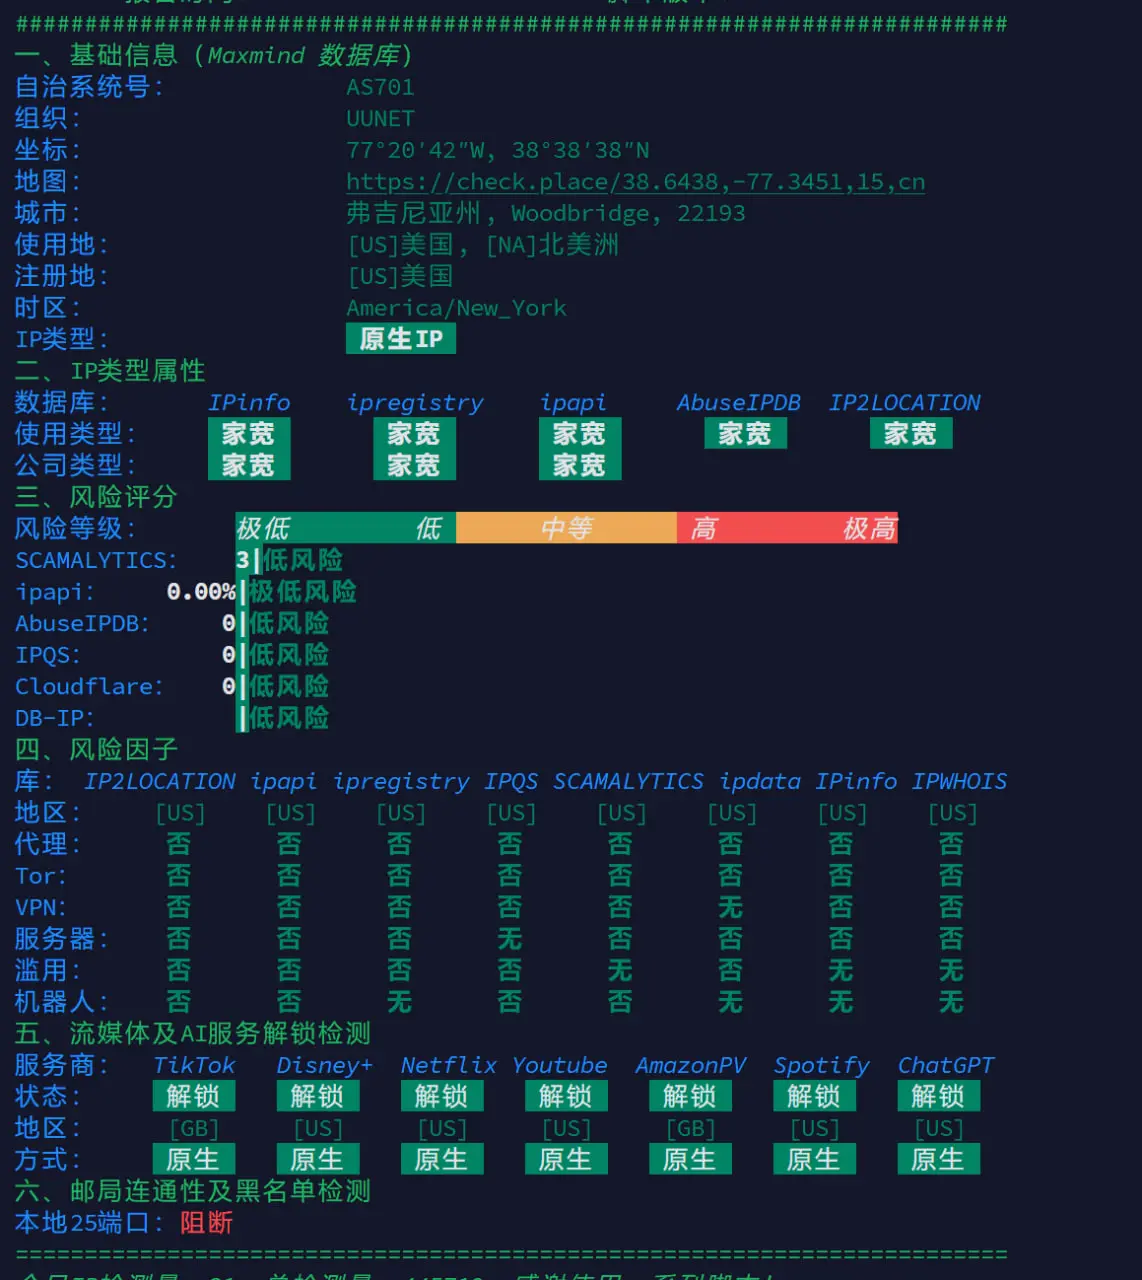 ########################################################################
一、基础信息（Maxmind 数据库）
自治系统号： AS701
组织： UUNET
坐标： 77°20′42″W, 38°38′38″N
地图： https://check.place/38.6438,-77.3451,15,cn
城市： 弗吉尼亚州, Woodbridge, 22193
使用地： [US]美国, [NA]北美洲
注册地： [US]美国
时区： America/New_York
IP类型： 原生IP
二、IP类型属性
数据库： IPinfo ipregistry ipapi AbuseIPDB IP2LOCATION
使用类型： 家宽 家宽 家宽 家宽 家宽
公司类型： 家宽 家宽 家宽
三、风险评分
风险等级： 极低 低 中等 高 极高
SCAMALYTICS： 3|低风险
ipapi： 0.00%|极低风险
AbuseIPDB： 0|低风险
IPQS： 0|低风险
Cloudflare： 0|低风险
DB-IP： |低风险
四、风险因子
库： IP2LOCATION ipapi ipregistry IPQS SCAMALYTICS ipdata IPinfo IPWHOIS
地区： [US] [US] [US] [US] [US] [US] [US] [US]
代理： 否 否 否 否 否 否 否 否
Tor： 否 否 否 否 否 否 否 否
VPN： 否 否 否 否 否 无 否 否
服务器： 否 否 否 无 否 否 否 否
滥用： 否 否 否 否 无 否 无 无
机器人： 否 否 无 否 否 无 无 无
五、流媒体及AI服务解锁检测
服务商： TikTok Disney+ Netflix Youtube AmazonPV Spotify ChatGPT
状态： 解锁 解锁 解锁 解锁 解锁 解锁 解锁
地区： [GB] [US] [US] [US] [GB] [US] [US]
方式： 原生 原生 原生 原生 原生 原生 原生
六、邮局连通性及黑名单检测
本地25端口：阻断
========================================================================